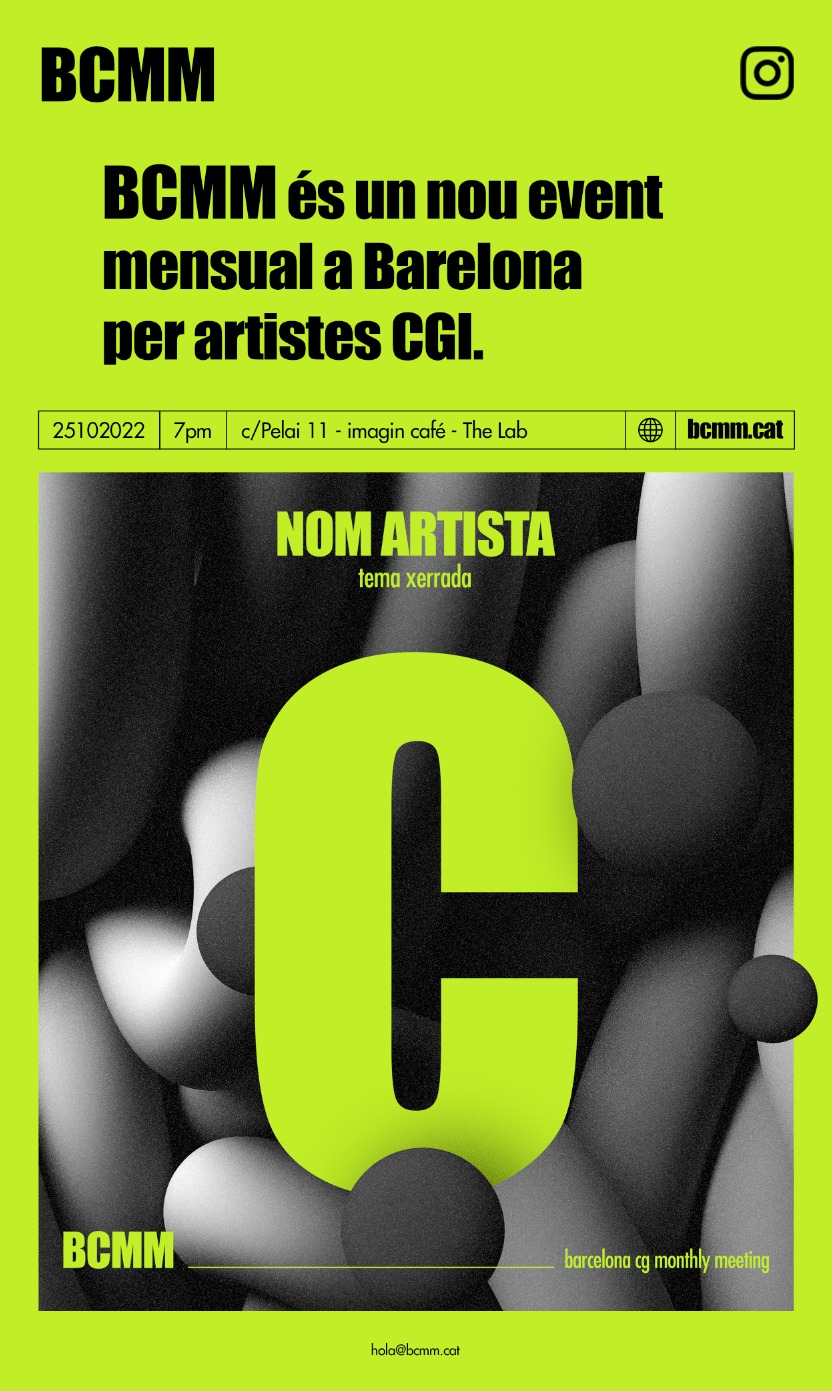 BCMM
BCMM és un nou event
mensual a Barelona
per artistes CGI.
25102022 7pm c/Pelai 11 - imagin café - The Lab bcmm.cat
NOM ARTISTA
tema xerrada
C
BCMM barcelona cg monthly meeting
hola@bcmm.cat